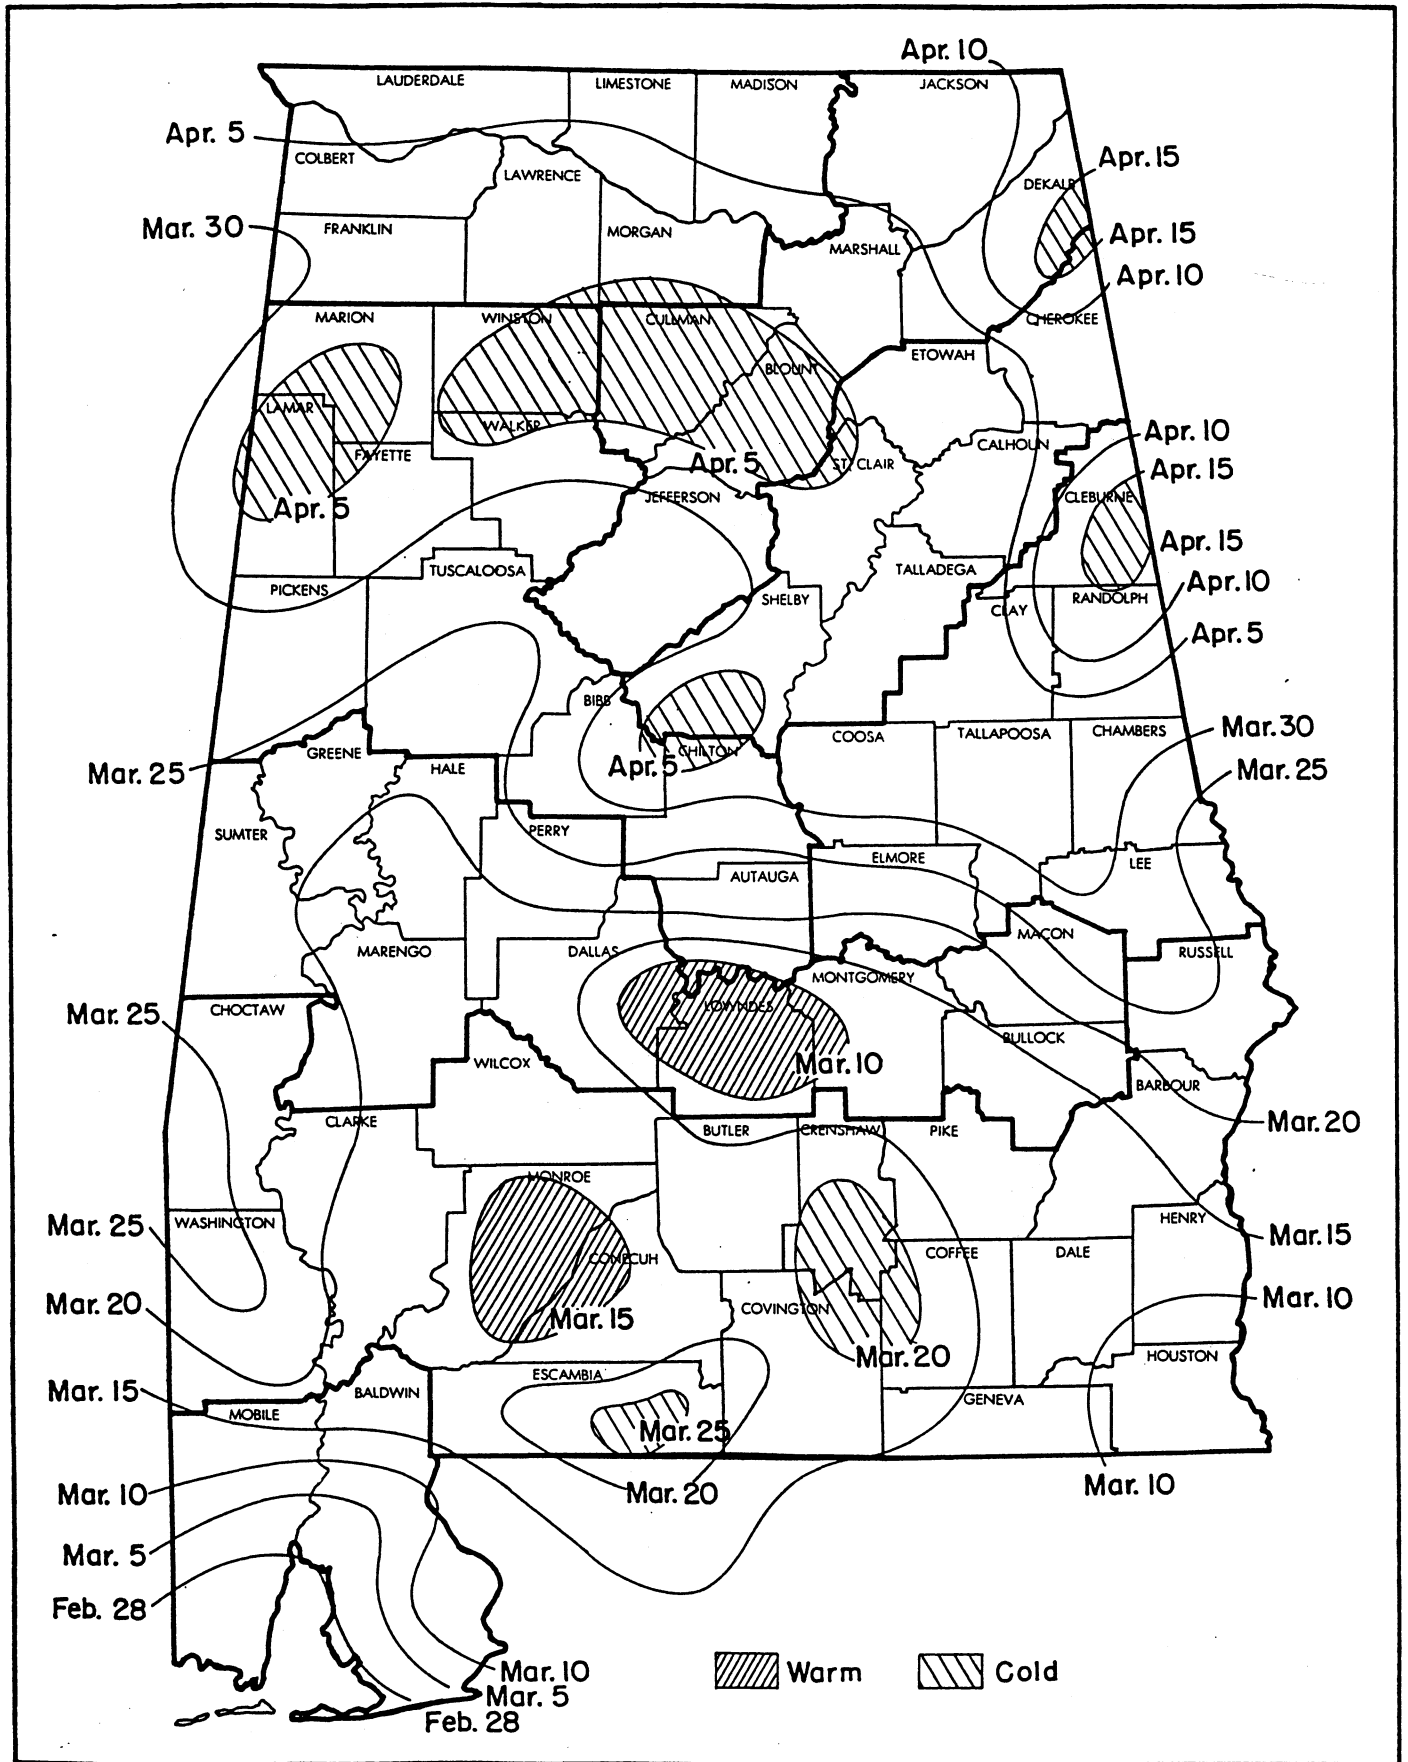 Apr. 10
LAUDERDALE
LIMESTONE
MADISON
JACKSON
Apr. 5
COLBERT
LAWRENCE
Apr. 15
DEKALB
Mar. 30
FRANKLIN
MORGAN
MARSHALL
Apr. 15
Apr. 10
MARION
WINSTON
CULLMAN
CHEROKEE
ETOWAH
BLOUNT
LAMAR
WALKER
FAYETTE
Apr. 5
ST. CLAIR
CALHOUN
Apr. 10
Apr. 15
JEFFERSON
CLEBURNE
Apr. 5
Apr. 15
TUSCALOOSA
TALLADEGA
Apr. 10
PICKENS
SHELBY
CLAY
RANDOLPH
Apr. 5
BIBB
Mar. 30
COOSA
TALLAPOOSA
CHAMBERS
GREENE
CHILTON
Apr. 5
HALE
Mar. 25
Mar. 25
SUMTER
PERRY
ELMORE
LEE
AUTAUGA
MACON
MARENGO
DALLAS
RUSSELL
MONTGOMERY
CHOCTAW
LOWNDES
Mar. 25
BULLOCK
WILCOX
Mar. 10
BARBOUR
CLARKE
BUTLER
CRENSHAW
PIKE
Mar. 20
MONROE
WASHINGTON
HENRY
Mar. 25
Mar. 15
CONECUH
COFFEE
DALE
Mar. 20
COVINGTON
Mar. 10
Mar. 15
Mar. 20
HOUSTON
ESCAMBIA
Mar. 15
BALDWIN
GENEVA
MOBILE
Mar. 25
Mar. 10
Mar. 20
Mar. 10
Mar. 5
Feb. 28
Mar. 10
Warm
Cold
Mar. 5
Feb. 28